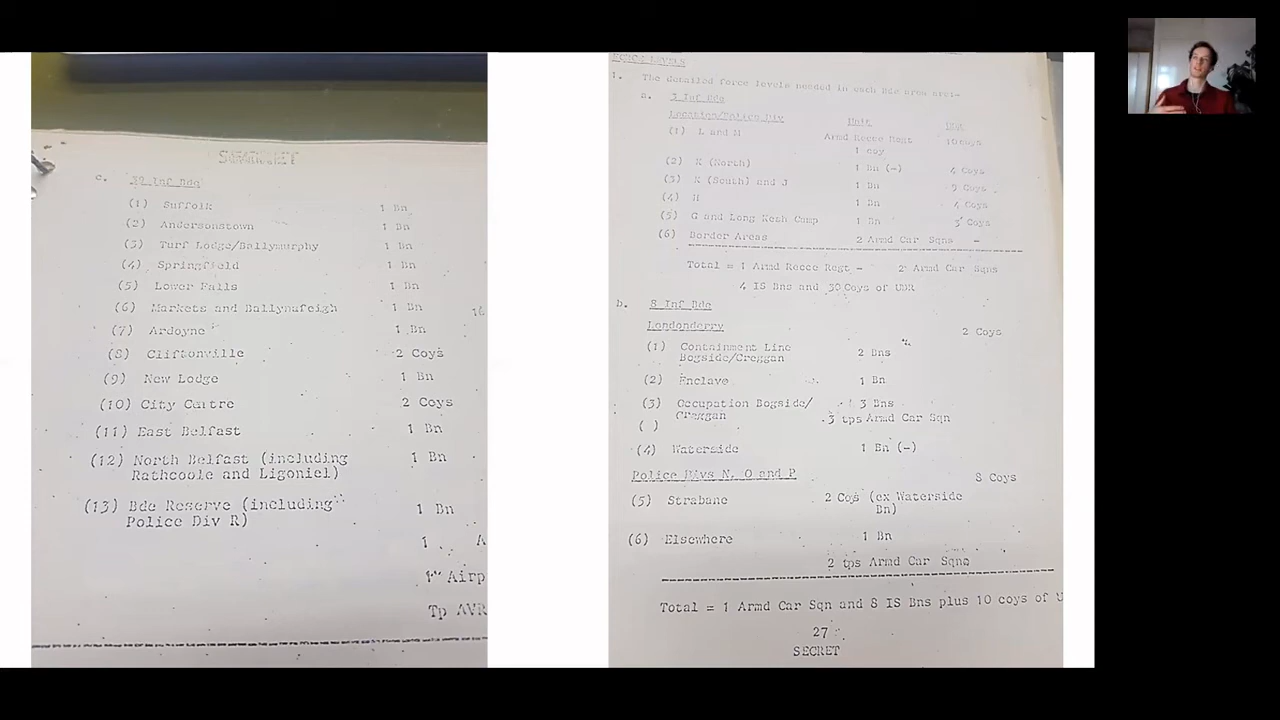 SECRET
c. 39 Inf Bde
(1) Suffolk 1 Bn
(2) Andersonstown 1 Bn
(3) Turf Lodge/Ballymurphy 1 Bn
(4) Springfield 1 Bn
(5) Lower Falls 1 Bn
(6) Markets and Ballynafeigh 1 Bn
(7) Ardoyne 1 Bn
(8) Cliftonville 2 Coys
(9) New Lodge 1 Bn
(10) City Centre 2 Coys
(11) East Belfast 1 Bn
(12) North Belfast (including 1 Bn
Rathcoole and Ligoniel)
(13) Bde Reserve (including
Police Div R) 1 Bn
1 A
1 Airp
Tp AVR
FORCE LEVELS
1. The detailed force levels needed in each Bde area are:-
a. 3 Inf Bde
Location/Police Div Unit UDR
(1) L and M Armd Recce Regt 10 Coys
1 coy
(2) K (North) 1 Bn (-) 4 Coys
(3) K (South) and J 1 Bn 9 Coys
(4) H 1 Bn 4 Coys
(5) G and Long Kesh Camp 1 Bn 3 Coys
(6) Border Areas 2 Armd Car Sqns -
Total = 1 Armd Recce Regt - 2 Armd Car Sqns
4 IS Bns and 30 Coys of UDR
b. 8 Inf Bde
Londonderry 2 Coys
(1) Containment Line
Bogside/Creggan 2 Bns
(2) Enclave 1 Bn
(3) Occupation Bogside/ 3 Bns
Creggan 3 tps Armd Car Sqn
( )
(4) Waterside 1 Bn (-)
Police Divs N, O and P 8 Coys
(5) Strabane 2 Coys (ex Waterside
Bn)
(6) Elsewhere 1 Bn
2 tps Armd Car Sqns
Total = 1 Armd Car Sqn and 8 IS Bns plus 10 coys of U
27
SECRET